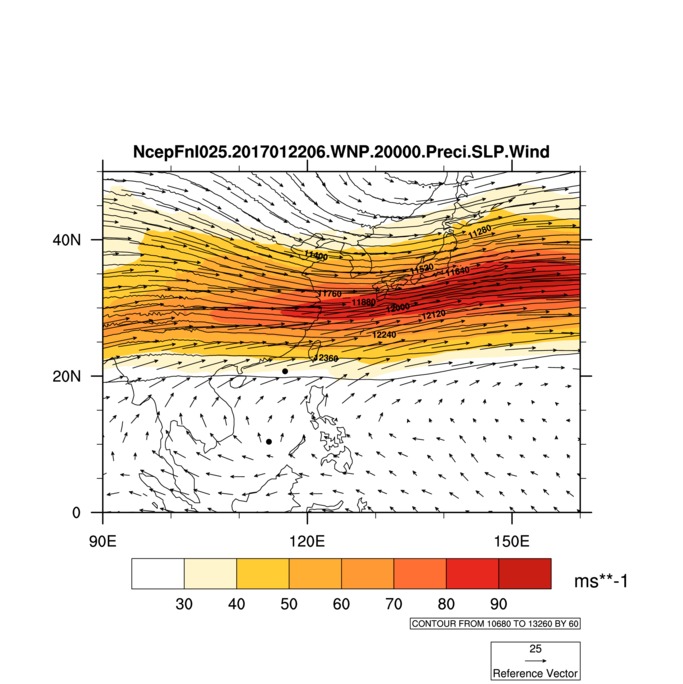 NcepFnl025.2017012206.WNP.20000.Preci.SLP.Wind
11280
40N
11400
11520
11640
11760
11880
12000
12120
12240
12360
20N
0
90E 120E 150E
ms**-1
30 40 50 60 70 80 90
CONTOUR FROM 10680 TO 13260 BY 60
25
Reference Vector